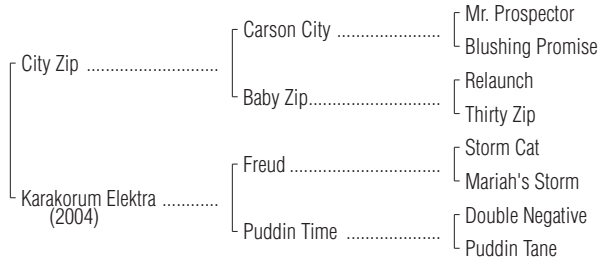 Mr. Prospector
Carson City ........................
Blushing Promise
City Zip ..............................
Relaunch
Baby Zip..............................
Thirty Zip
Storm Cat
Freud ..................................
Mariah's Storm
Karakorum Elektra .............
(2004)
Double Negative
Puddin Time ......................
Puddin Tane